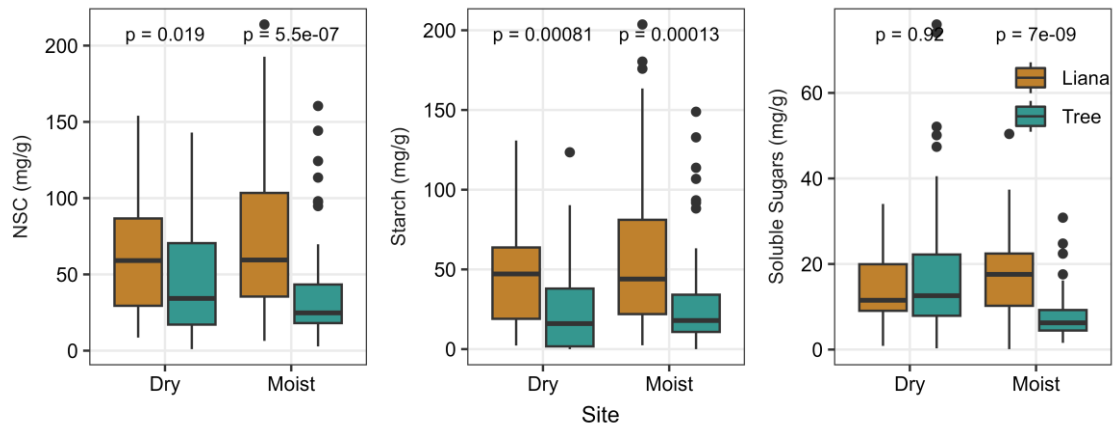 NSC (mg/g)
200
150
100
50
0
p = 0.019
p = 5.5e-07
Dry
Moist
Starch (mg/g)
200
150
100
50
0
p = 0.00081
p = 0.00013
Dry
Moist
Soluble Sugars (mg/g)
60
40
20
0
p = 0.92
p = 7e-09
Liana
Tree
Dry
Moist
Site